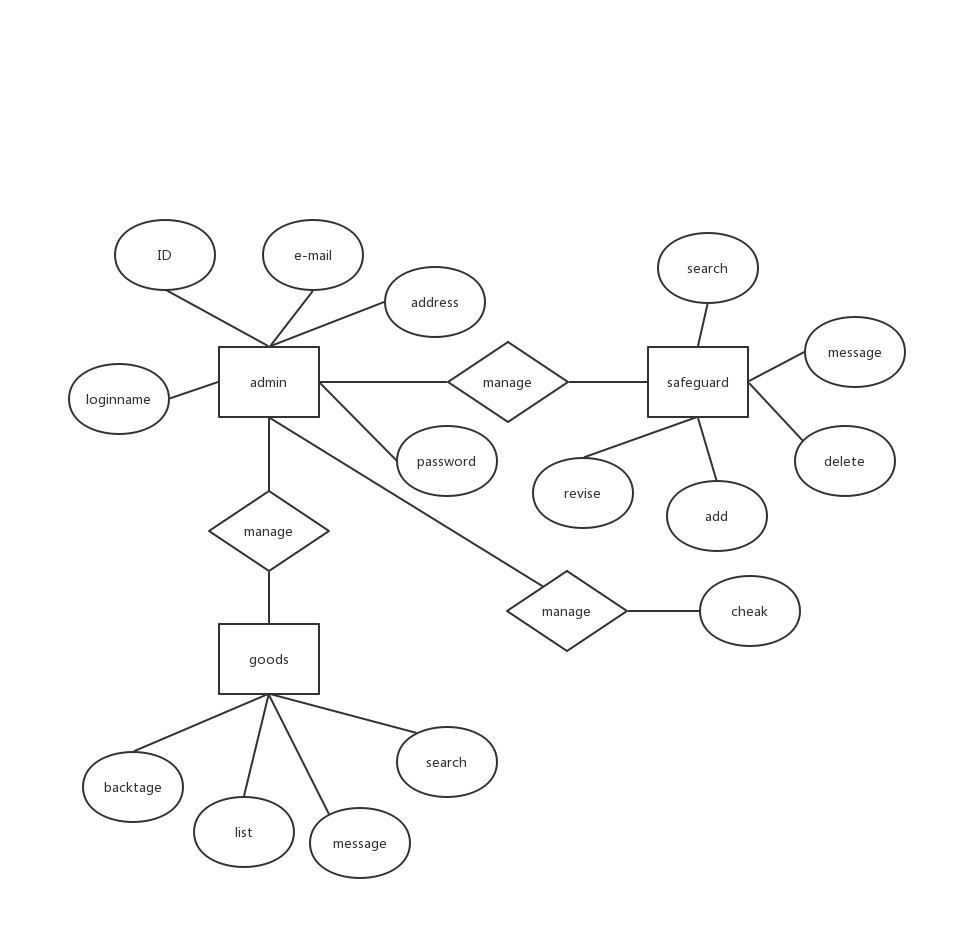 ID
e-mail
search
address
message
admin
manage
safeguard
loginname
password
delete
revise
add
manage
manage
cheak
goods
search
backtage
list
message